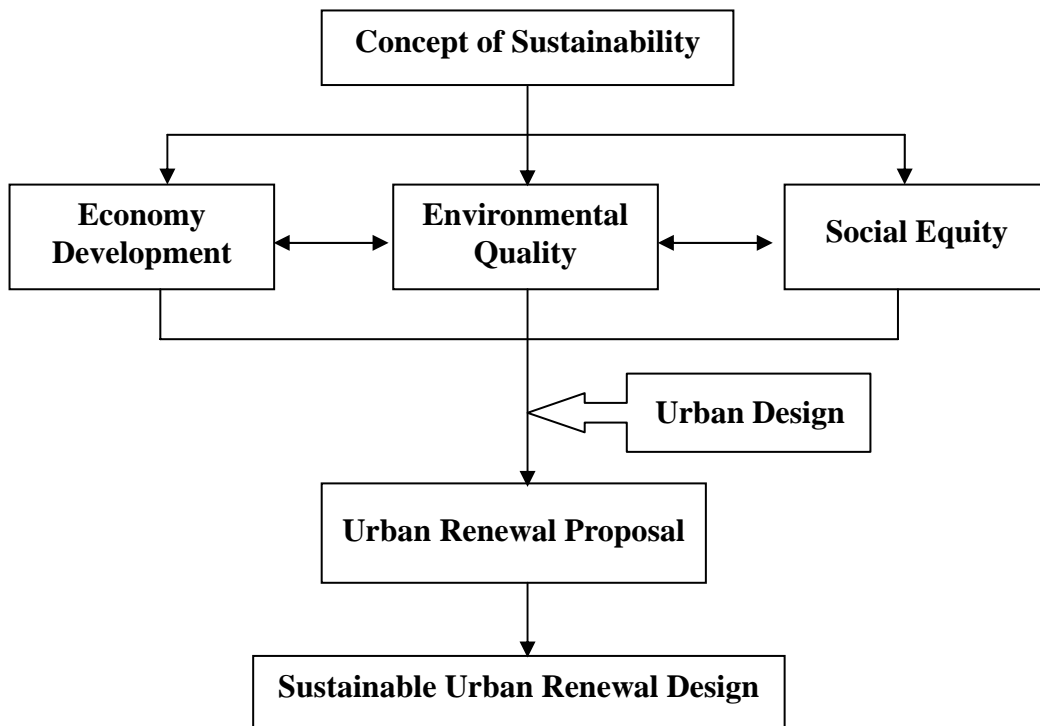 Concept of Sustainability
Economy
Development
Environmental
Quality
Social Equity
Urban Design
Urban Renewal Proposal
Sustainable Urban Renewal Design